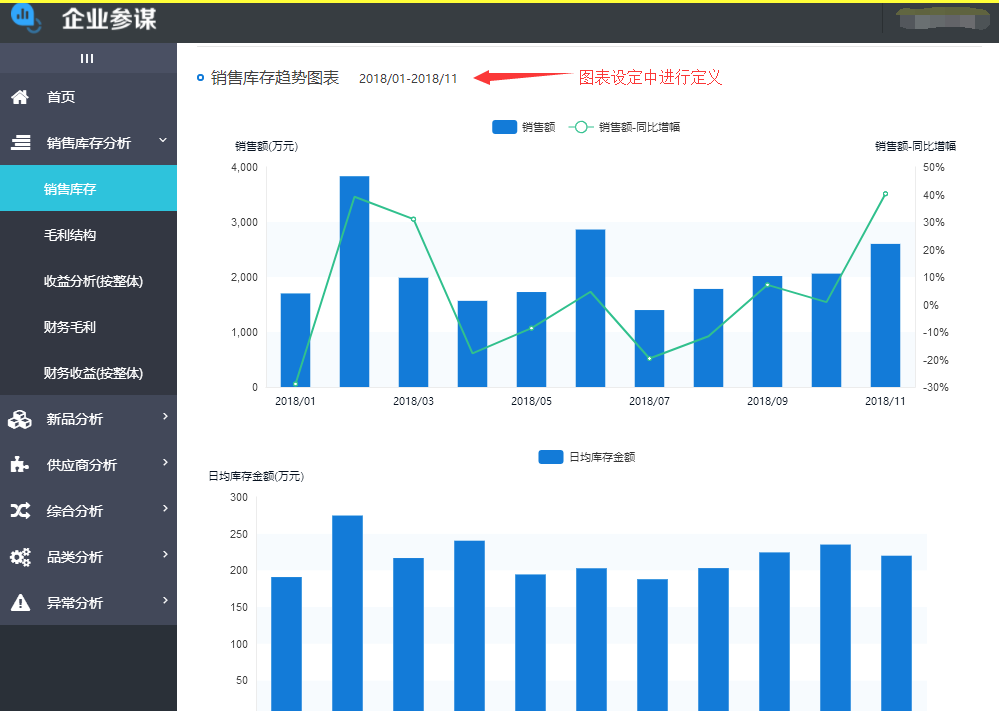 企业参谋
首页
销售库存分析
销售库存
毛利结构
收益分析(按整体)
财务毛利
财务收益(按整体)
新品分析
供应商分析
综合分析
品类分析
异常分析
销售库存趋势图表 2018/01-2018/11 图表设定中进行定义
销售额 销售额-同比增幅
销售额(万元) 销售额-同比增幅
4,000 50%
40%
3,000 30%
20%
2,000 10%
0%
1,000 -10%
-20%
0 -30%
2018/01 2018/03 2018/05 2018/07 2018/09 2018/11
日均库存金额
日均库存金额(万元)
300
250
200
150
100
50